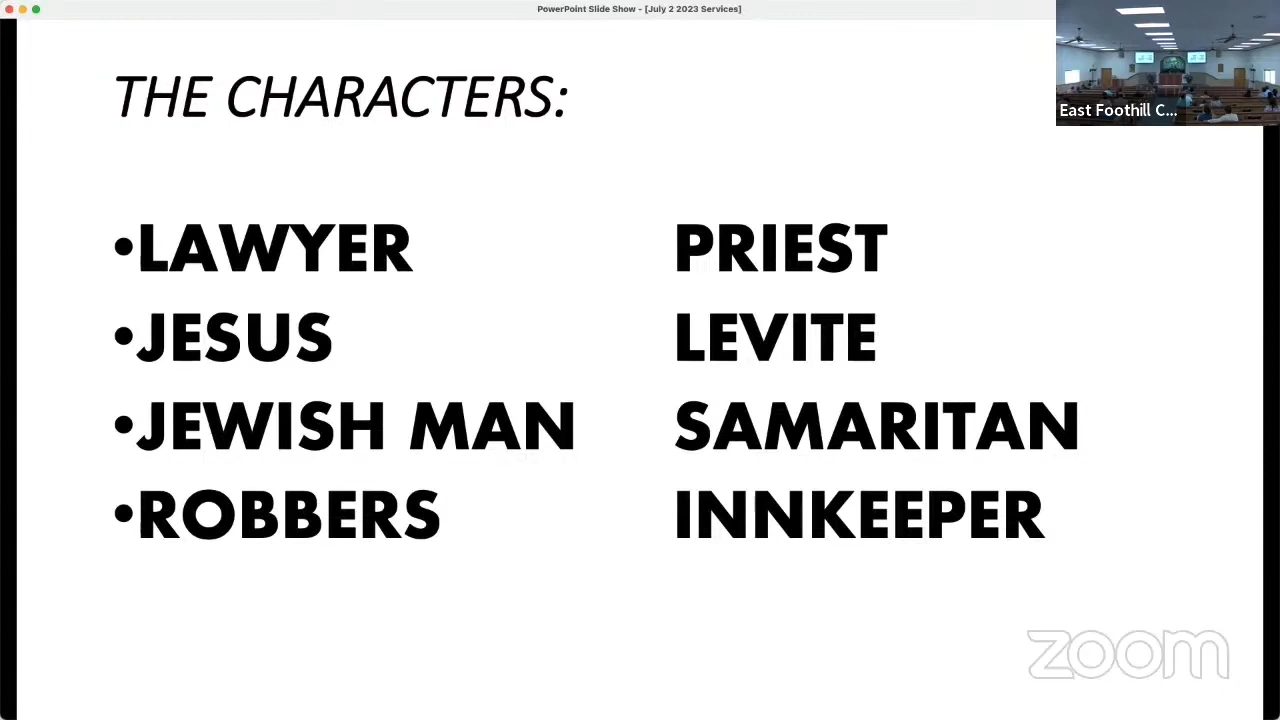 PowerPoint Slide Show - [July 2 2023 Services]
THE CHARACTERS:
East Foothill C...
•LAWYER PRIEST
•JESUS LEVITE
•JEWISH MAN SAMARITAN
•ROBBERS INNKEEPER
zoom